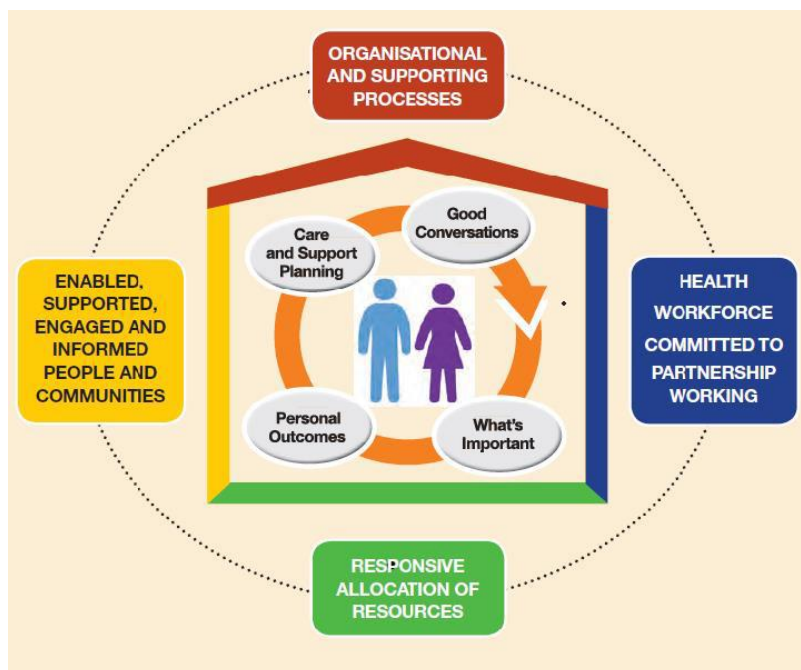 ORGANISATIONAL
AND SUPPORTING
PROCESSES
Good
Conversations
Care
and Support
Planning
ENABLED,
SUPPORTED,
ENGAGED AND
INFORMED
PEOPLE AND
COMMUNITIES
HEALTH
WORKFORCE
COMMITTED TO
PARTNERSHIP
WORKING
Personal
Outcomes
What's
Important
RESPONSIVE
ALLOCATION OF
RESOURCES